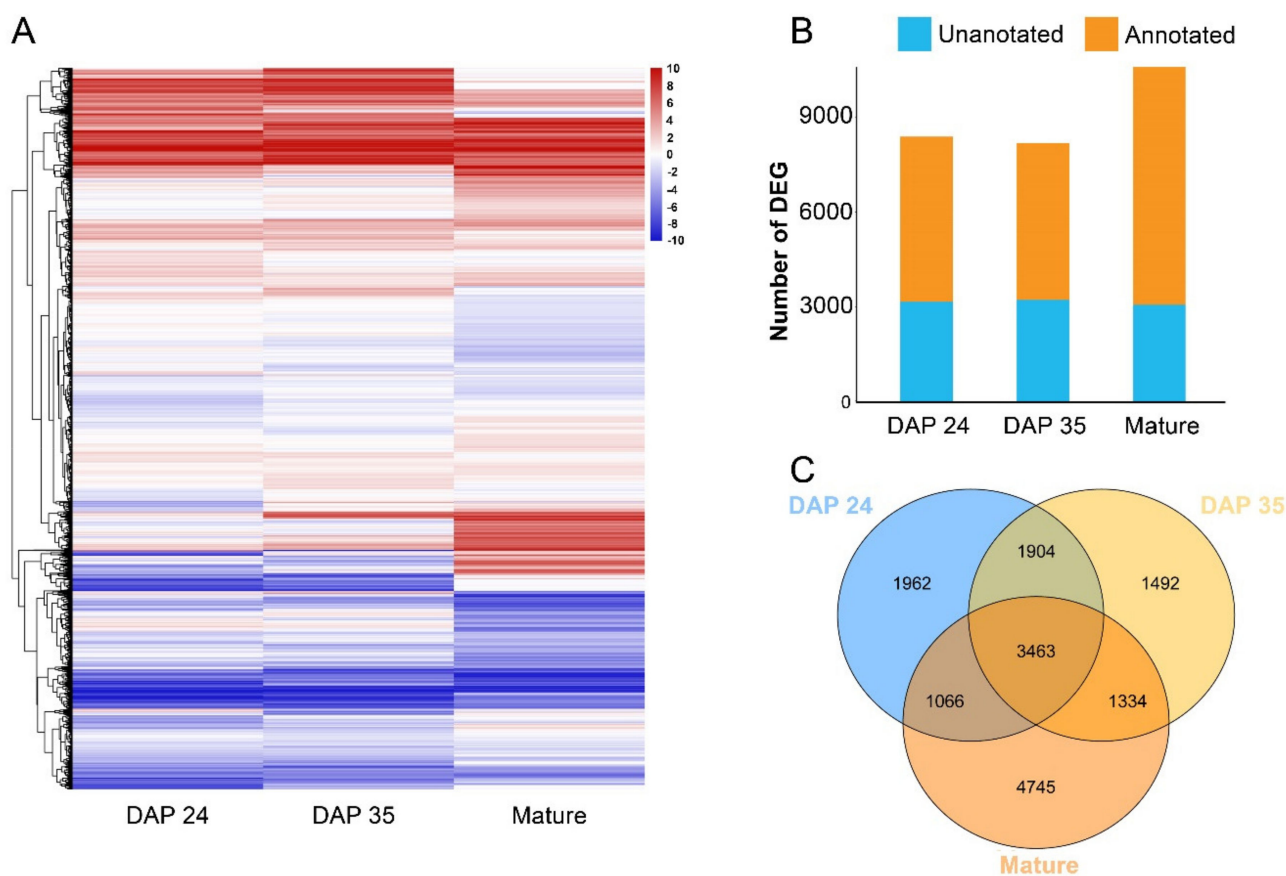 A
10
8
6
4
2
0
-2
-4
-6
-8
-10
DAP 24 DAP 35 Mature
B
Unanotated Annotated
Number of DEG
9000
6000
3000
0
DAP 24 DAP 35 Mature
C
DAP 24 DAP 35
1904
1962 1492
3463
1066 1334
4745
Mature